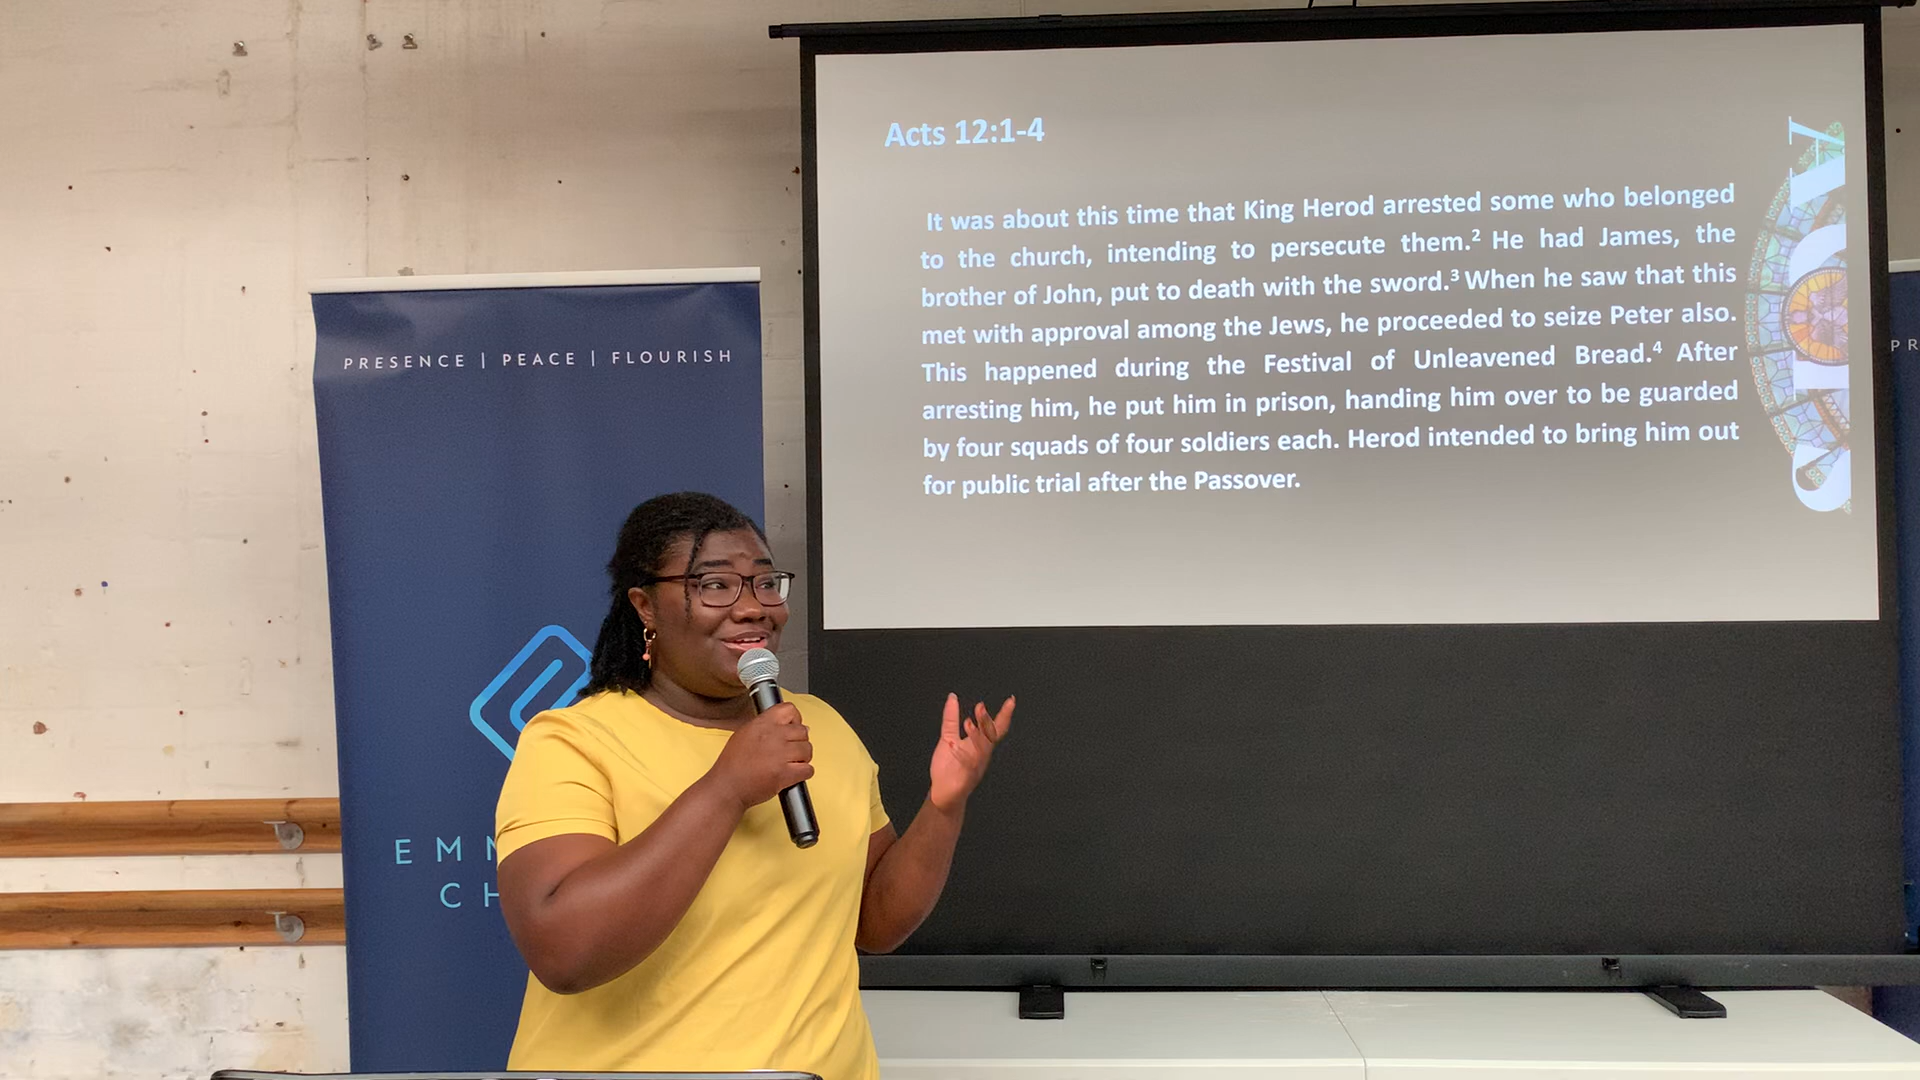 PRESENCE | PEACE | FLOURISH
EM
CH
Acts 12:1-4
It was about this time that King Herod arrested some who belonged
to the church, intending to persecute them.² He had James, the
brother of John, put to death with the sword.³ When he saw that this
met with approval among the Jews, he proceeded to seize Peter also.
This happened during the Festival of Unleavened Bread.⁴ After
arresting him, he put him in prison, handing him over to be guarded
by four squads of four soldiers each. Herod intended to bring him out
for public trial after the Passover.
ACTS
PR